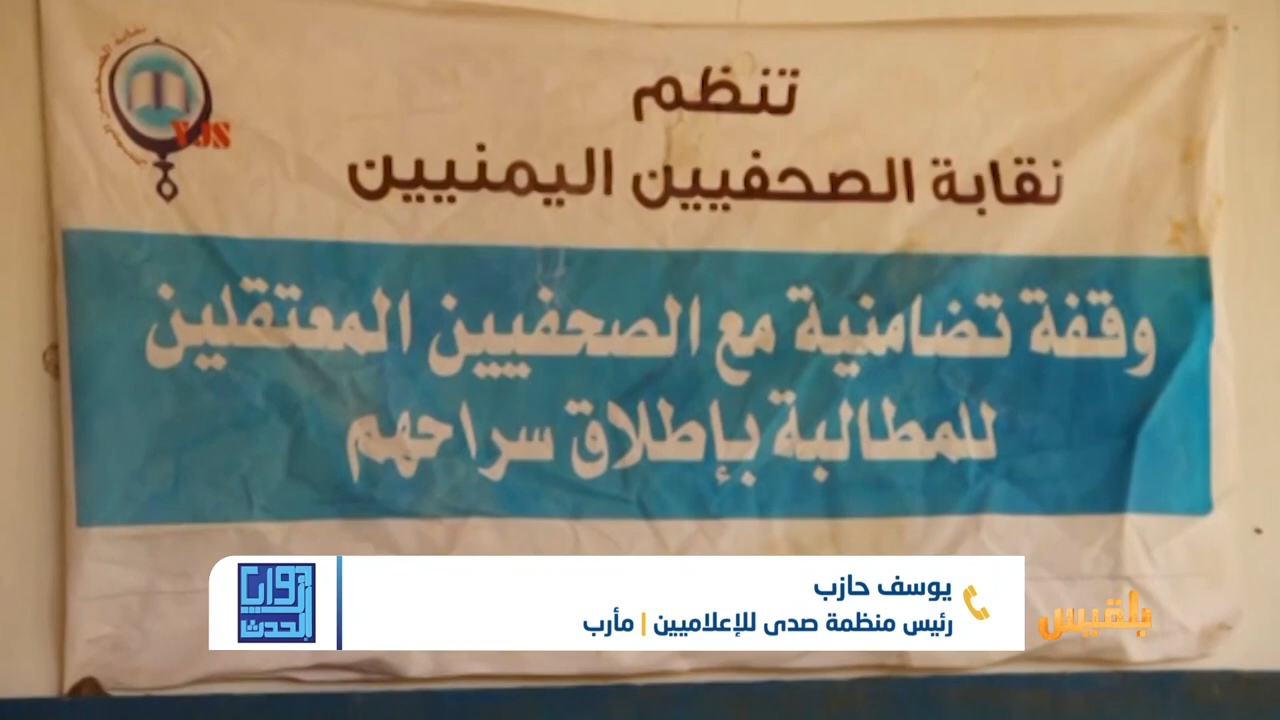 تنظم
نقابة الصحفيين اليمنيين
YJS
وقفة تضامنية مع الصحفيين المعتقلين
للمطالبة بإطلاق سراحهم
يوسف حازب
رئيس منظمة صدى للإعلاميين | مأرب
بلقيس
زوايا
الحدث